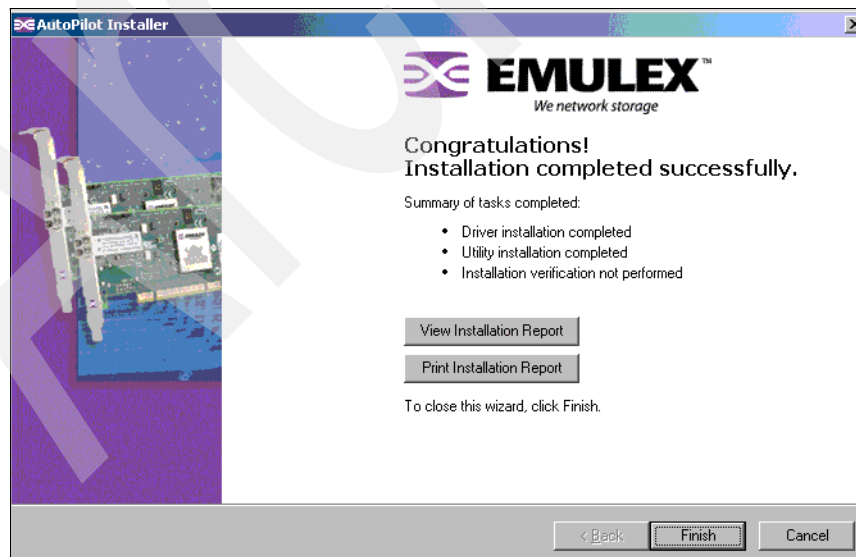 AutoPilot Installer
EMULEX™
We network storage
Congratulations!
Installation completed successfully.
Summary of tasks completed:
• Driver installation completed
• Utility installation completed
• Installation verification not performed
View Installation Report
Print Installation Report
To close this wizard, click Finish.
< Back
Finish
Cancel